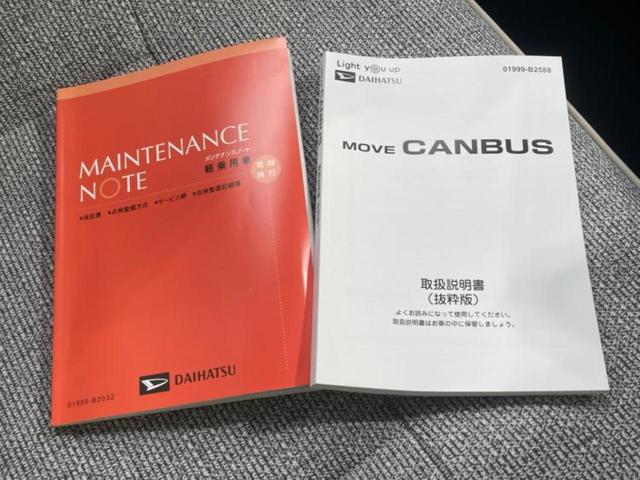 MAINTENANCE
NOTE
メンテナンスノート
軽乗用車
常時
携行
●保証書 ●点検整備方式 ●サービス網 ●点検整備記録簿
DAIHATSU
01999-B2032
Light you up
DAIHATSU
01999-B2588
MOVE CANBUS
取扱説明書
（抜粋版）
よくお読みになって使用してください。
取扱説明書はお車の中に保管しましょう。